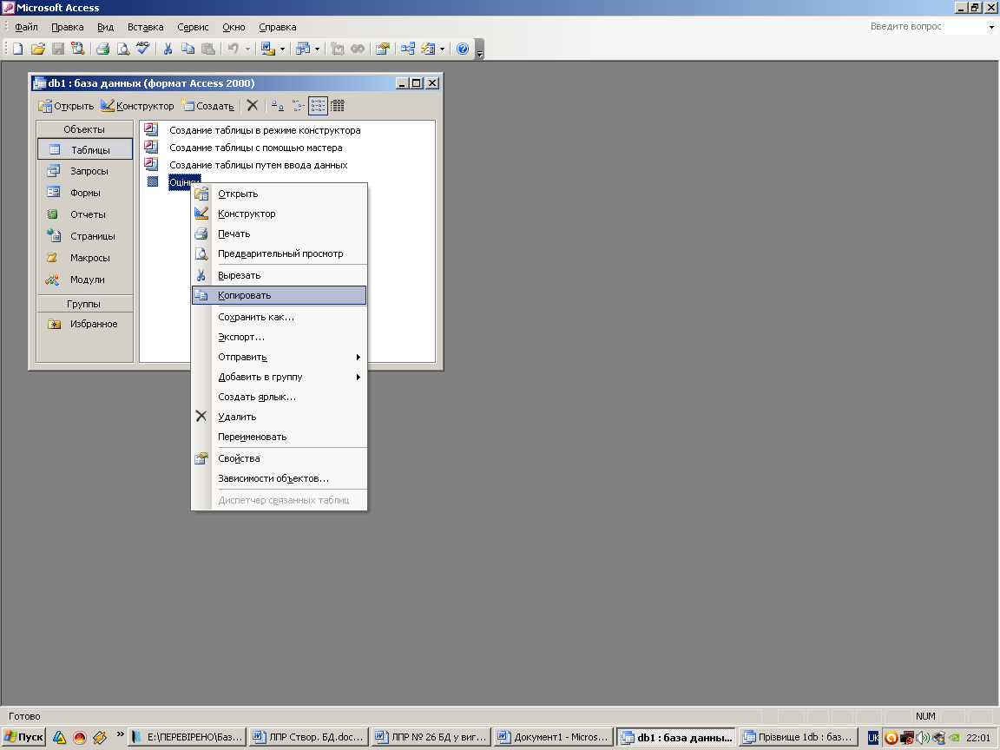 Microsoft Access
Файл Правка Вид Вставка Сервис Окно Справка
Введите вопрос
db1 : база данных (формат Access 2000)
Открыть Конструктор Создать
Объекты
Таблицы
Запросы
Формы
Отчеты
Страницы
Макросы
Модули
Группы
Избранное
Создание таблицы в режиме конструктора
Создание таблицы с помощью мастера
Создание таблицы путем ввода данных
Открыть
Конструктор
Печать
Предварительный просмотр
Вырезать
Копировать
Сохранить как...
Экспорт...
Отправить
Добавить в группу
Создать ярлык...
Удалить
Переименовать
Свойства
Зависимости объектов...
Диспетчер связанных таблиц
Готово
NUM
Пуск
E:\ПЕРЕВІРЕНО\Баз...
ЛПР Створ. БД.doc...
ЛПР № 26 БД у виг...
Документ1 - Micros...
db1 : база данны...
Прізвище 1db : баз...
UK
22:01